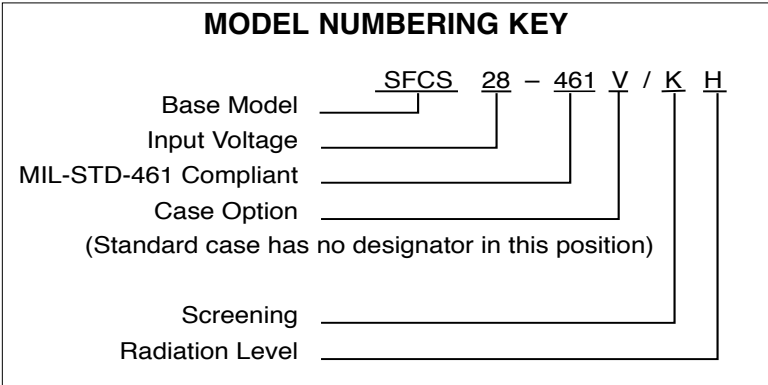 MODEL NUMBERING KEY
SFCS 28 – 461 V / K H
Base Model
Input Voltage
MIL-STD-461 Compliant
Case Option
(Standard case has no designator in this position)
Screening
Radiation Level